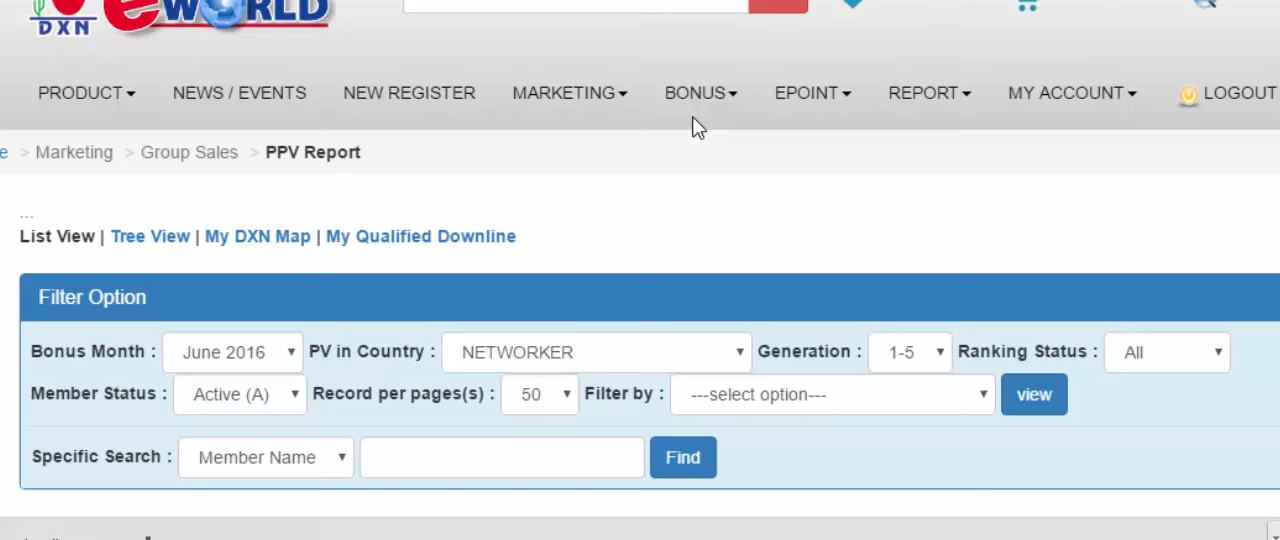 eWORLD
DXN
PRODUCT NEWS / EVENTS NEW REGISTER MARKETING BONUS EPOINT REPORT MY ACCOUNT LOGOUT
e > Marketing > Group Sales > PPV Report
...
List View | Tree View | My DXN Map | My Qualified Downline
Filter Option
Bonus Month : June 2016 PV in Country : NETWORKER Generation : 1-5 Ranking Status : All
Member Status : Active (A) Record per pages(s) : 50 Filter by : ---select option--- view
Specific Search : Member Name Find